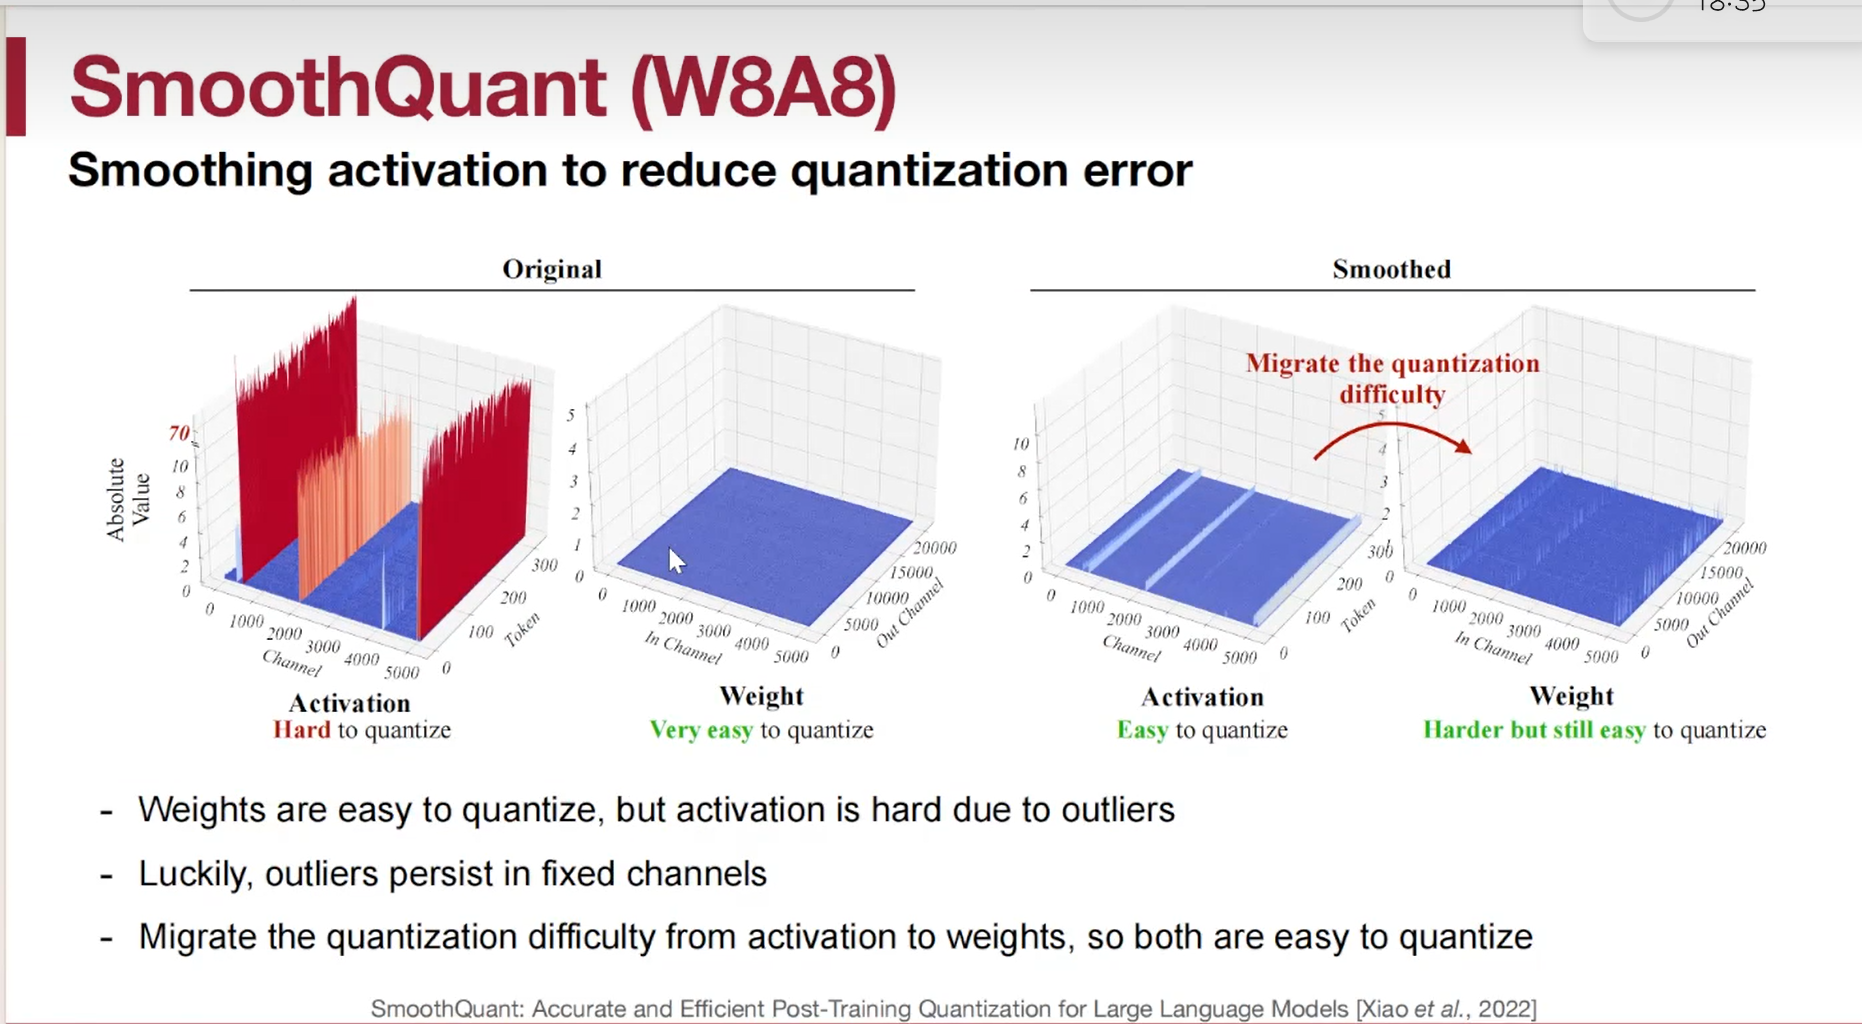 SmoothQuant (W8A8)
Smoothing activation to reduce quantization error
Original
Smoothed
Migrate the quantization
difficulty
Absolute
Value
70
10
8
6
4
2
0
0
1000
2000
3000
4000
5000
Channel
0
100
200
300
Token
5
4
3
2
1
0
0
1000
2000
3000
4000
5000
In Channel
0
5000
10000
15000
20000
Out Channel
10
8
6
4
2
0
0
1000
2000
3000
4000
5000
Channel
0
100
200
300
Token
5
4
3
2
1
0
0
1000
2000
3000
4000
5000
In Channel
0
5000
10000
15000
20000
Out Channel
Activation
Hard to quantize
Weight
Very easy to quantize
Activation
Easy to quantize
Weight
Harder but still easy to quantize
- Weights are easy to quantize, but activation is hard due to outliers
- Luckily, outliers persist in fixed channels
- Migrate the quantization difficulty from activation to weights, so both are easy to quantize
SmoothQuant: Accurate and Efficient Post-Training Quantization for Large Language Models [Xiao et al., 2022]